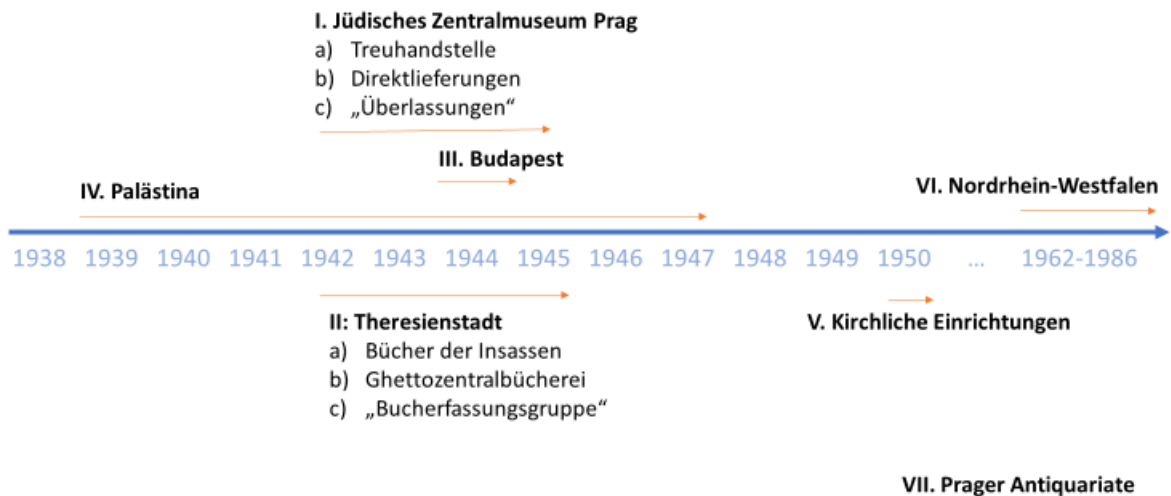 I. Jüdisches Zentralmuseum Prag
a) Treuhandstelle
b) Direktlieferungen
c) „Überlassungen“
III. Budapest
IV. Palästina
VI. Nordrhein-Westfalen
1938 1939 1940 1941 1942 1943 1944 1945 1946 1947 1948 1949 1950 ... 1962-1986
II: Theresienstadt
a) Bücher der Insassen
b) Ghettozentralbücherei
c) „Bucherfassungsgruppe“
V. Kirchliche Einrichtungen
VII. Prager Antiquariate